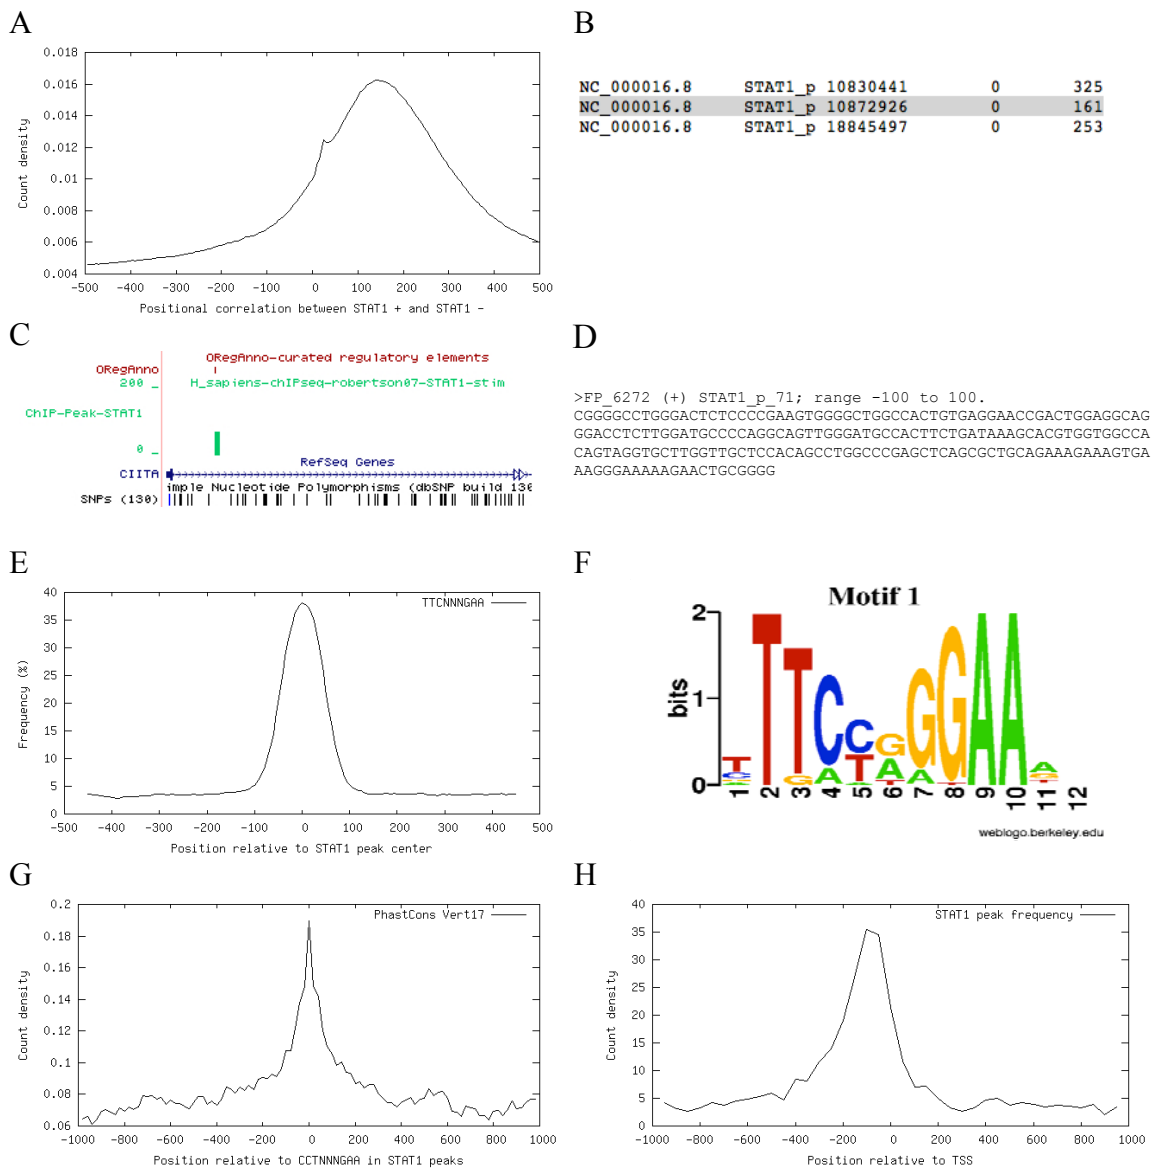 A
0.018
0.016
0.014
0.012
0.01
0.008
0.006
0.004
Count density
-500 -400 -300 -200 -100 0 100 200 300 400 500
Positional correlation between STAT1 + and STAT1 -
B
NC_000016.8 STAT1_p 10830441 0 325
NC_000016.8 STAT1_p 10872926 0 161
NC_000016.8 STAT1_p 18845497 0 253
C
ORegAnno-curated regulatory elements
ORegAnno
200 _ H_sapiens-chIPseq-robertson07-STAT1-stim
ChIP-Peak-STAT1
0 _
RefSeq Genes
CIITA
imple Nucleotide Polymorphisms (dbSNP build 130
SNPs (130)
D
>FP_6272 (+) STAT1_p_71; range -100 to 100.
CGGGGCCTGGGACTCTCCCCGAAGTGGGGCTGGCCACTGTGAGGAACCGACTGGAGGCAG
GGACCTCTTGGATGCCCCAGGCAGTTGGGATGCCACTTCTGATAAAGCACGTGGTGGCCA
CAGTAGGTGCTTGGTTGCTCCACAGCCTGGCCCGAGCTCAGCGCTGCAGAAAGAAAGTGA
AAGGGAAAAAGAACTGCGGGG
E
40
35
30
25
20
15
10
5
0
Frequency (%)
TTCNNNGAA
-500 -400 -300 -200 -100 0 100 200 300 400 500
Position relative to STAT1 peak center
F
Motif 1
2
1
0
bits
1 2 3 4 5 6 7 8 9 10 11 12
weblogo.berkeley.edu
G
0.2
0.18
0.16
0.14
0.12
0.1
0.08
0.06
Count density
PhastCons Vert17
-1000 -800 -600 -400 -200 0 200 400 600 800 1000
Position relative to CCTNNNGAA in STAT1 peaks
H
40
35
30
25
20
15
10
5
0
Count density
STAT1 peak frequency
-1000 -800 -600 -400 -200 0 200 400 600 800 1000
Position relative to TSS